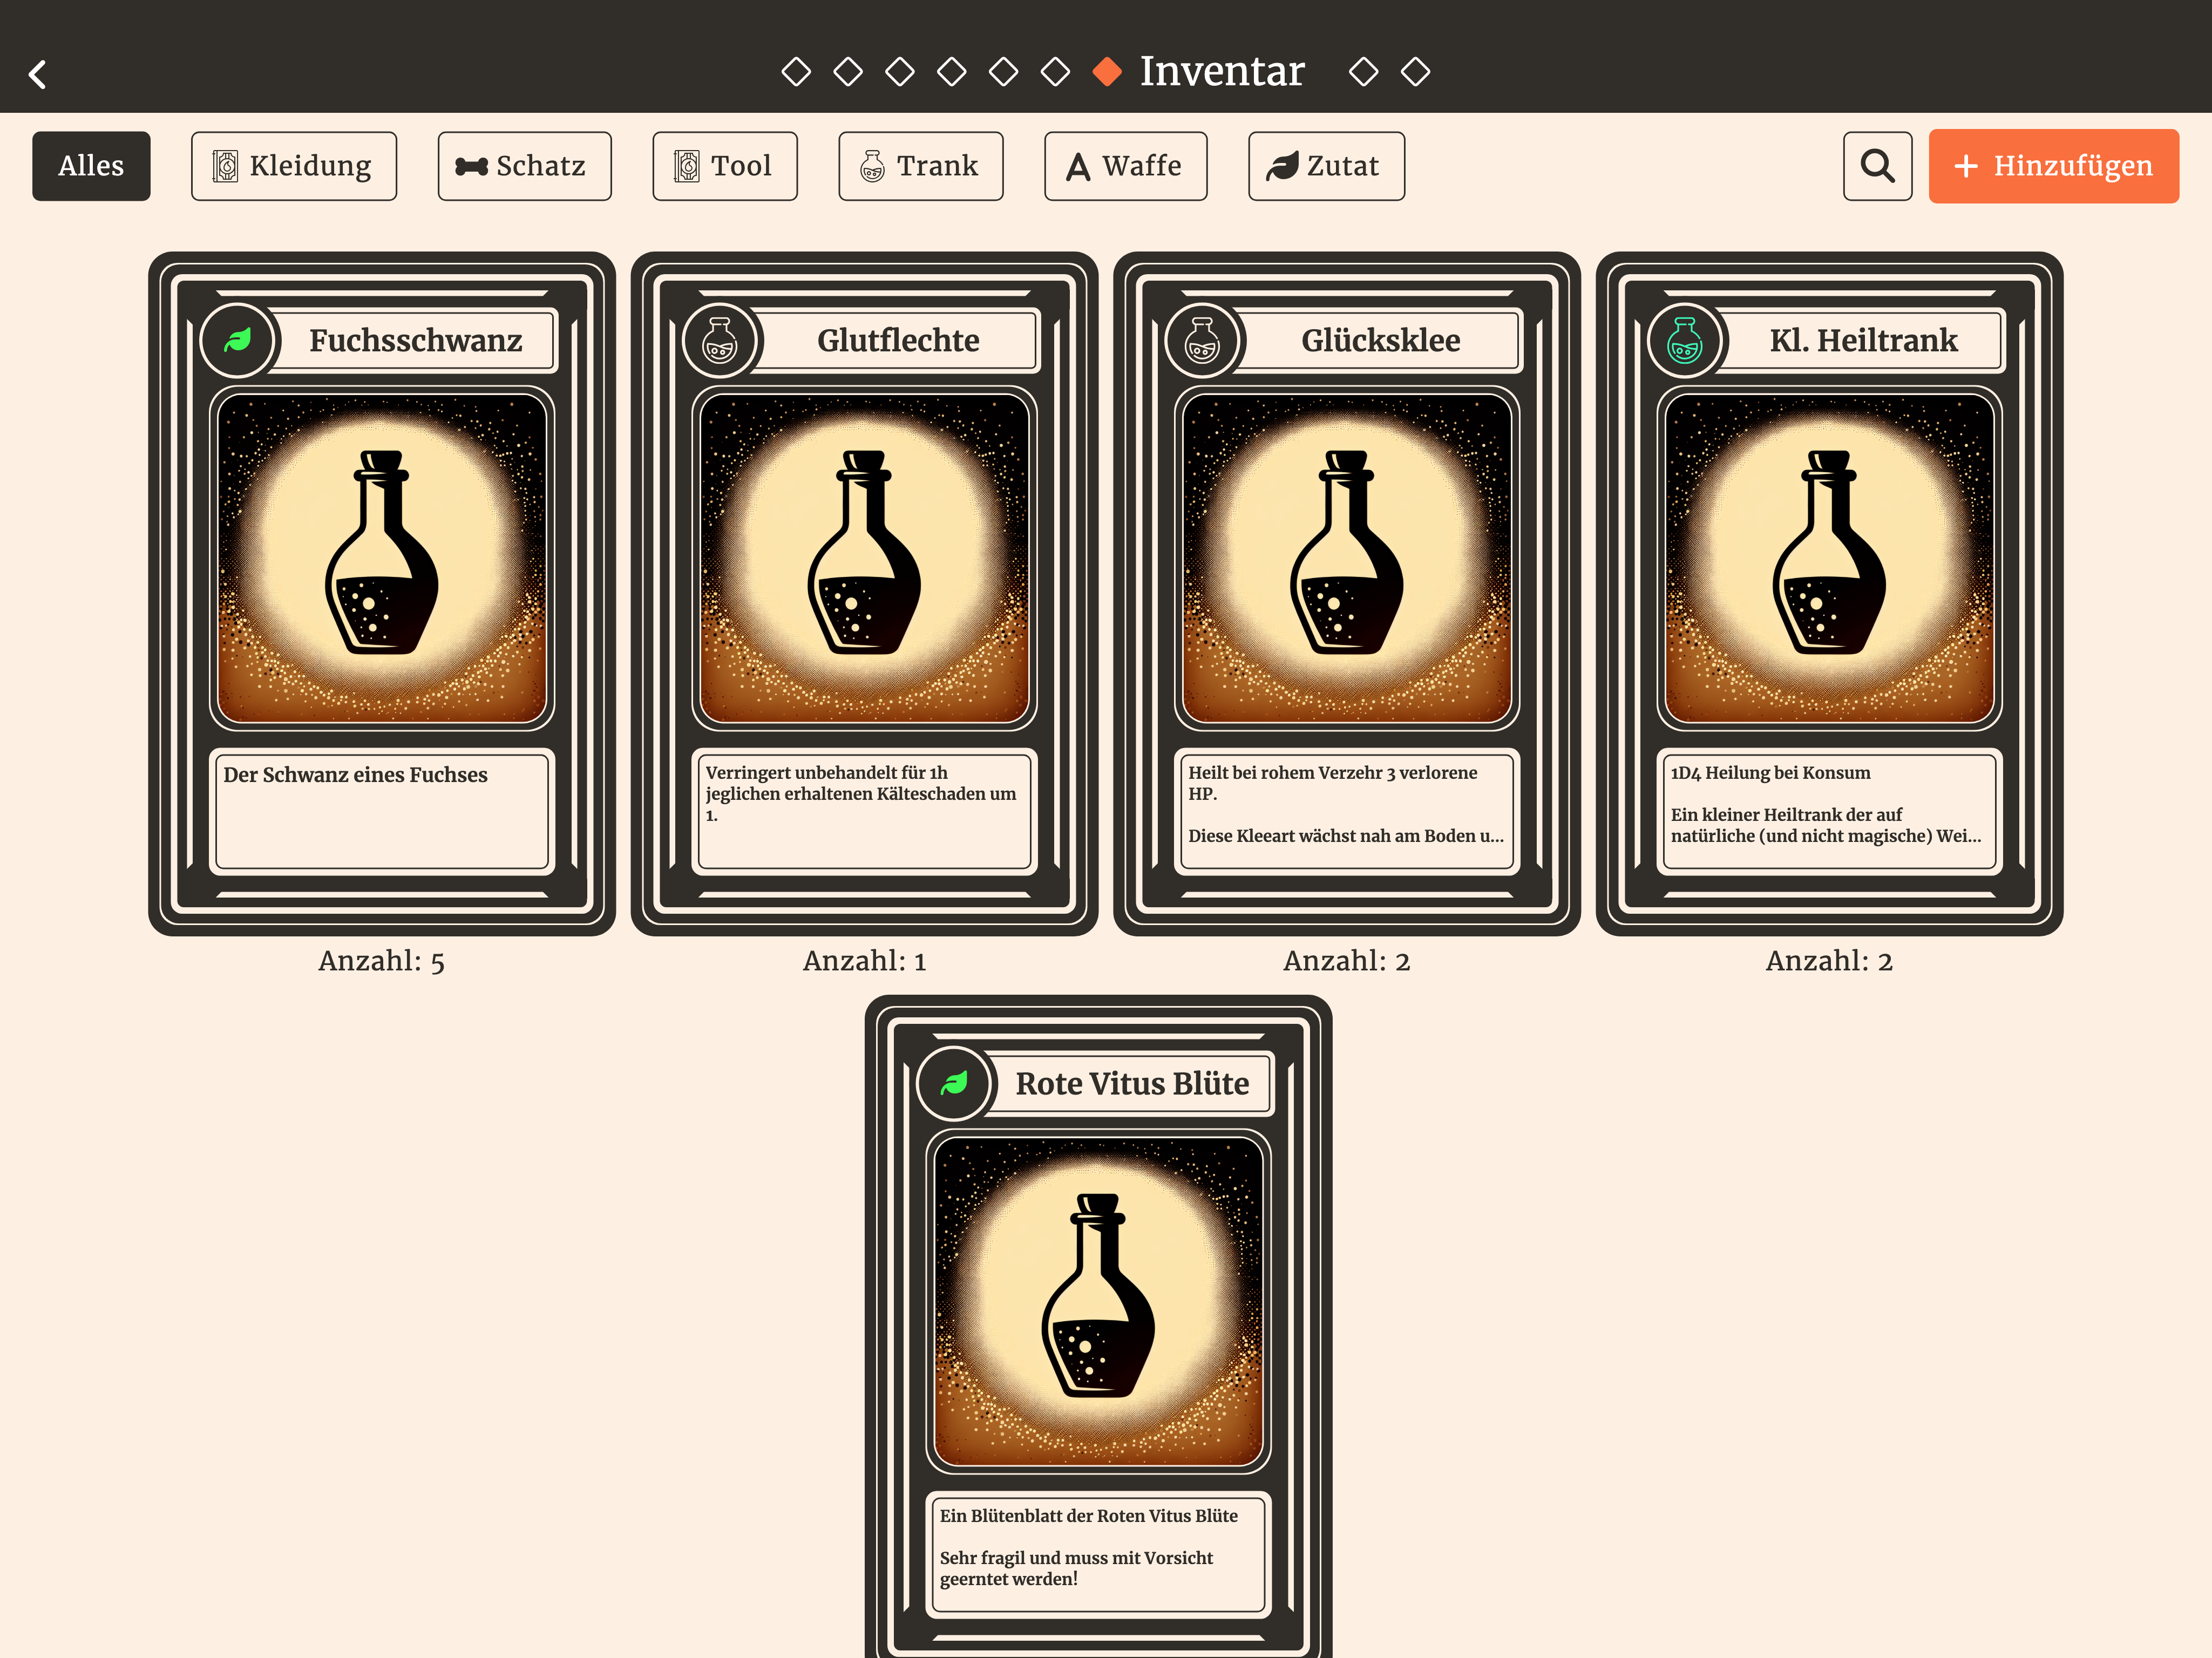 Inventar
Alles
Kleidung
Schatz
Tool
Trank
Waffe
Zutat
Hinzufügen
Fuchsschwanz
Der Schwanz eines Fuchses
Anzahl: 5
Glutflechte
Verringert unbehandelt für 1h
jeglichen erhaltenen Kälteschaden um
1.
Anzahl: 1
Glücksklee
Heilt bei rohem Verzehr 3 verlorene
HP.
Diese Kleeart wächst nah am Boden u...
Anzahl: 2
Kl. Heiltrank
1D4 Heilung bei Konsum
Ein kleiner Heiltrank der auf
natürliche (und nicht magische) Wei...
Anzahl: 2
Rote Vitus Blüte
Ein Blütenblatt der Roten Vitus Blüte
Sehr fragil und muss mit Vorsicht
geerntet werden!